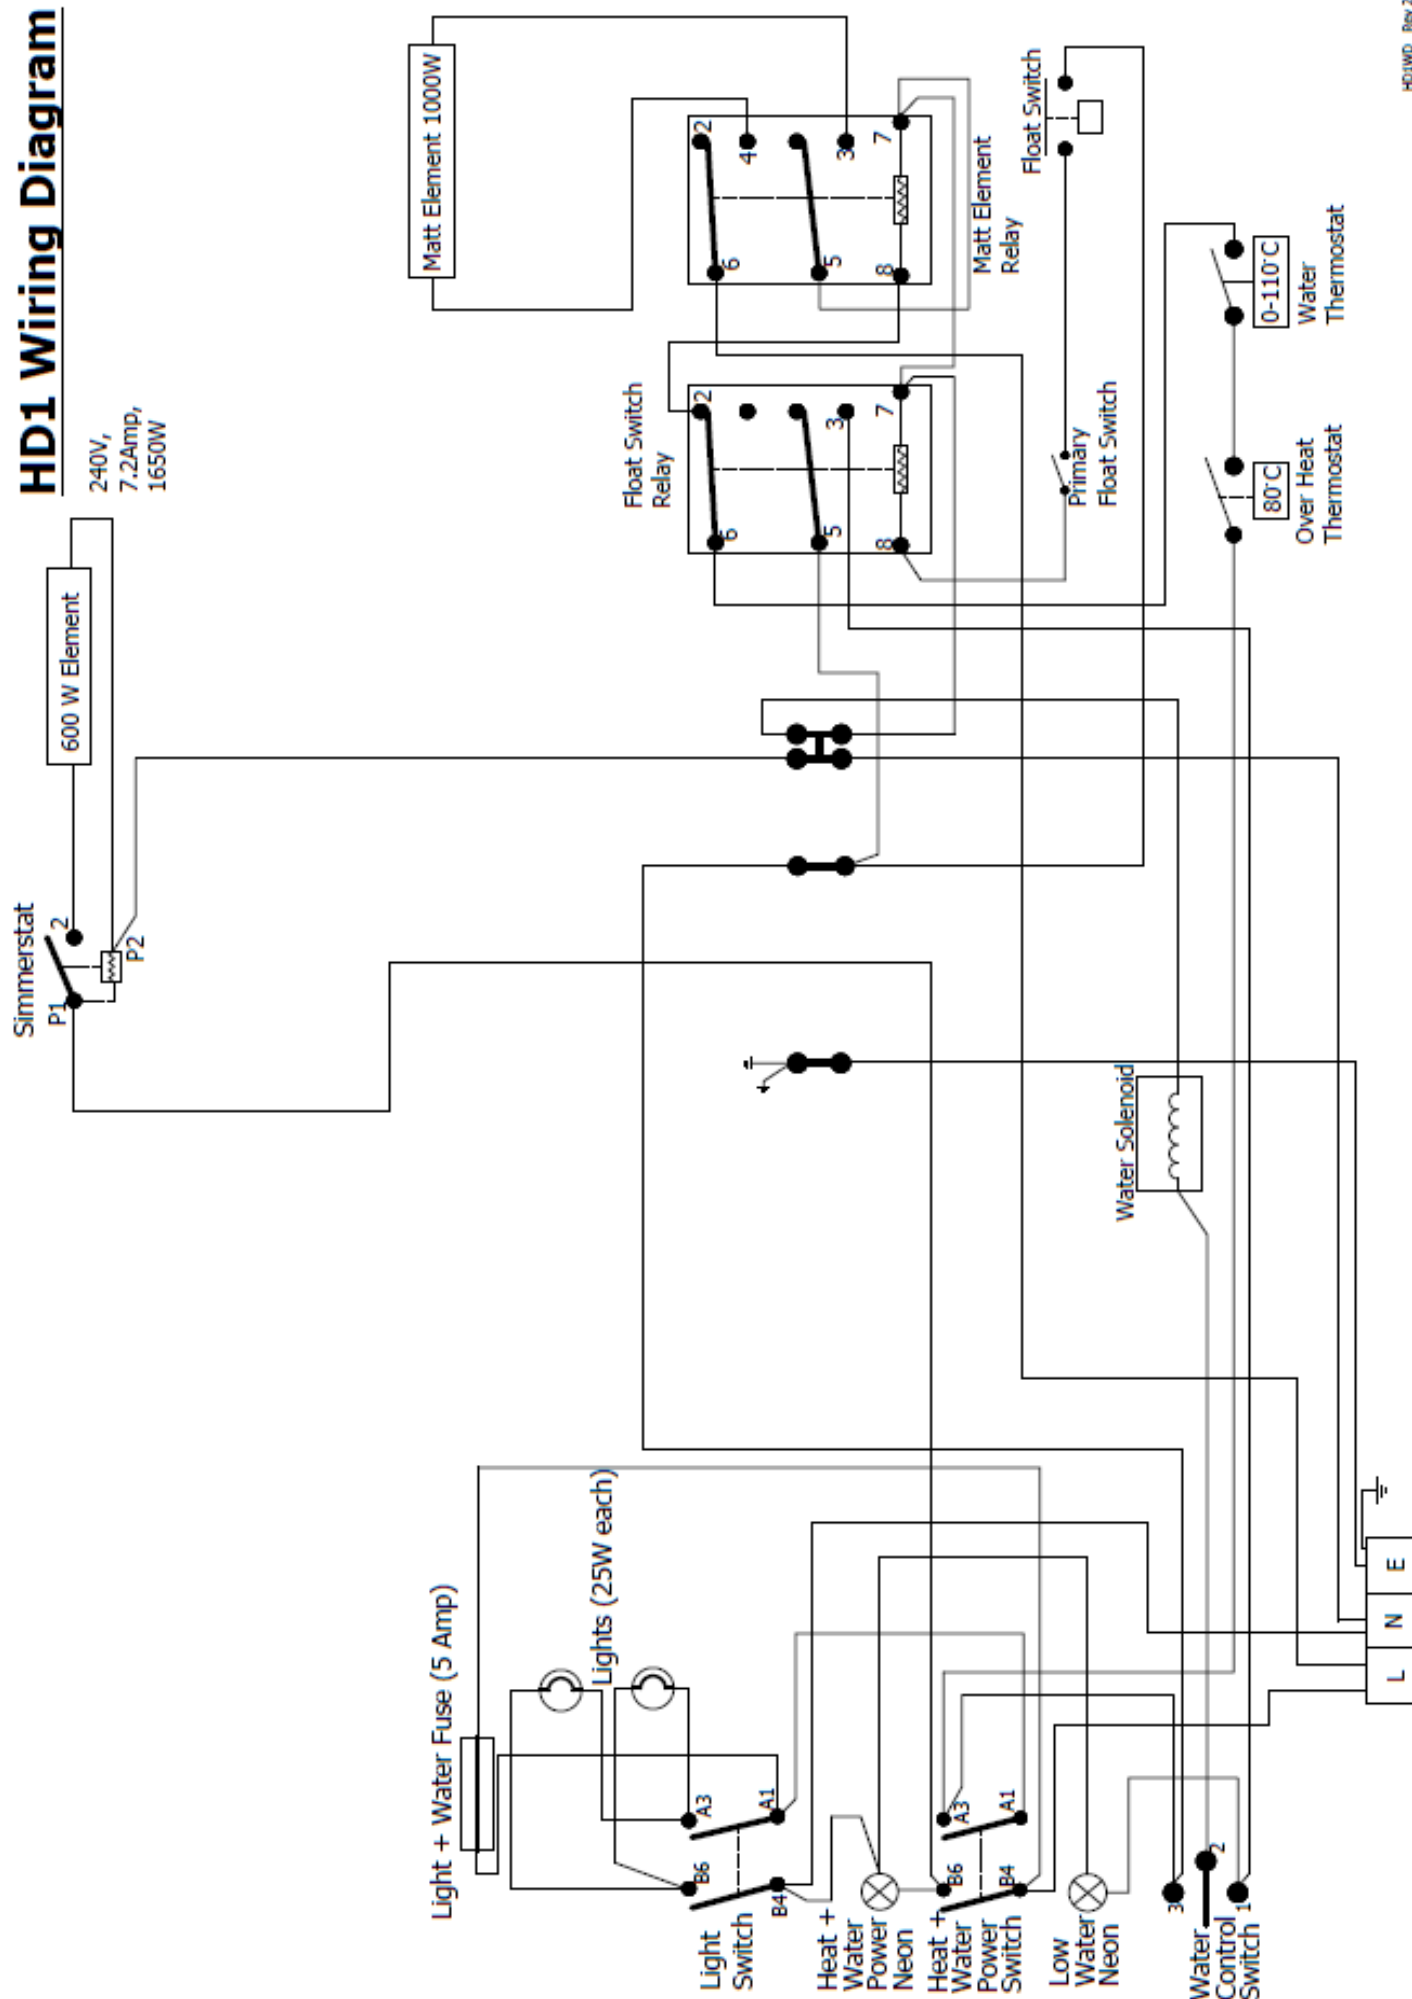 HD1 Wiring Diagram
240V,
7.2Amp,
1650W
Simmerstat
P1
2
P2
600 W Element
Matt Element 1000W
Light + Water Fuse (5 Amp)
Lights (25W each)
Float Switch
Relay
2
6
3
5
7
8
2
4
6
3
5
7
8
Matt Element
Relay
Float Switch
Primary
Float Switch
80°C
Over Heat
Thermostat
0-110°C
Water
Thermostat
Water Solenoid
A3
A1
B6
B4
Light
Switch
Heat +
Water
Power
Neon
A3
A1
B6
B4
Heat +
Water
Power
Switch
Low
Water
Neon
3
2
1
Water
Control
Switch
L
N
E
HD1WD Rev 2